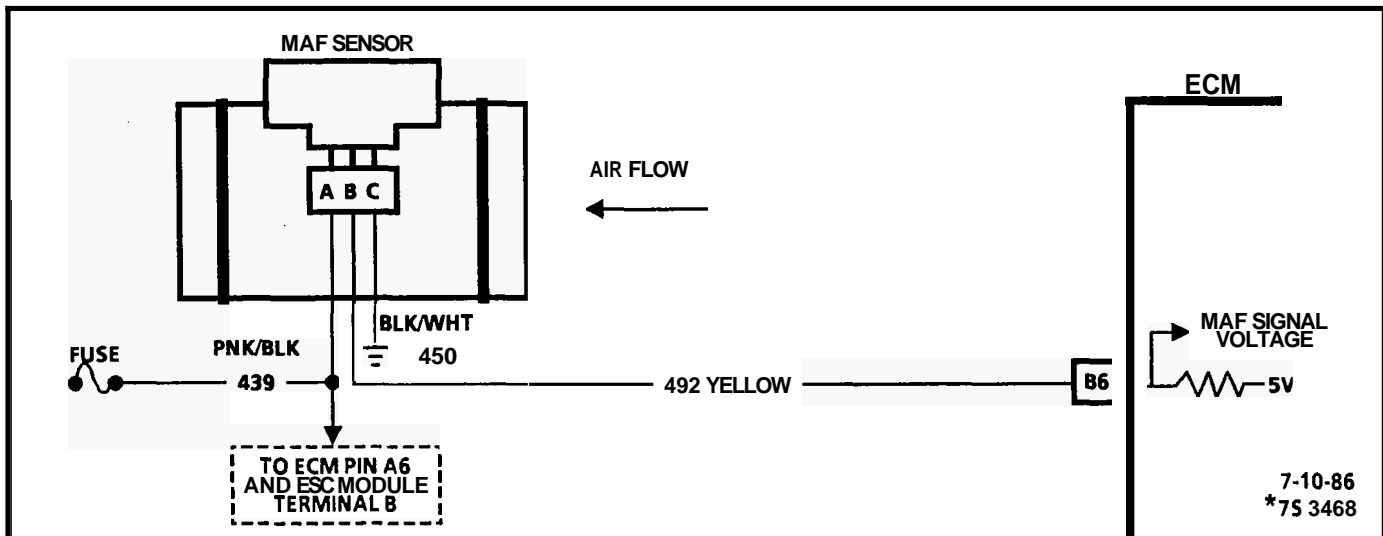 MAF SENSOR
ECM
A B C
AIR FLOW
BLK/WHT
450
FUSE
PNK/BLK
439
492 YELLOW
B6
MAF SIGNAL
VOLTAGE
5V
TO ECM PIN A6
AND ESC MODULE
TERMINAL B
7-10-86
*7S 3468